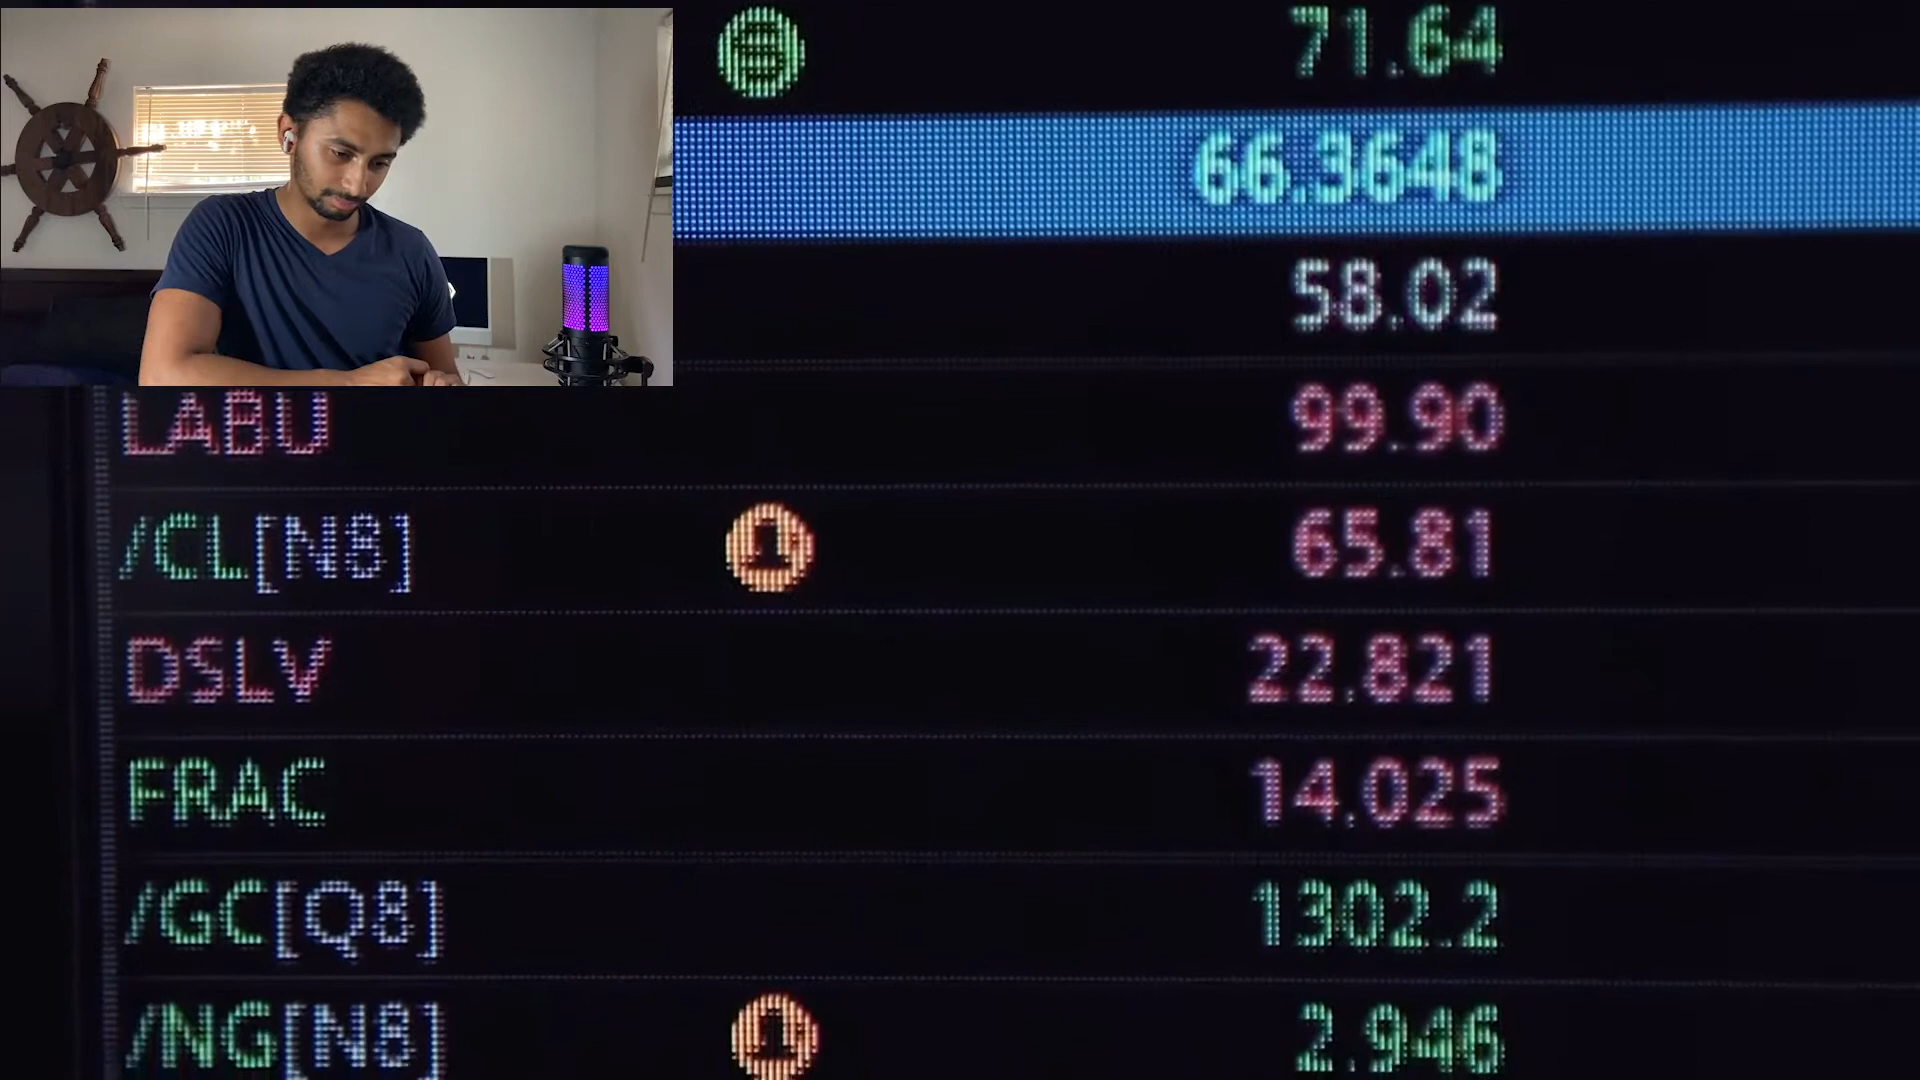 71.64
66.3648
58.02
LABU 99.90
/CL[N8] 65.81
DSLV 22.821
FRAC 14.025
/GC[Q8] 1302.2
/NG[N8] 2.946